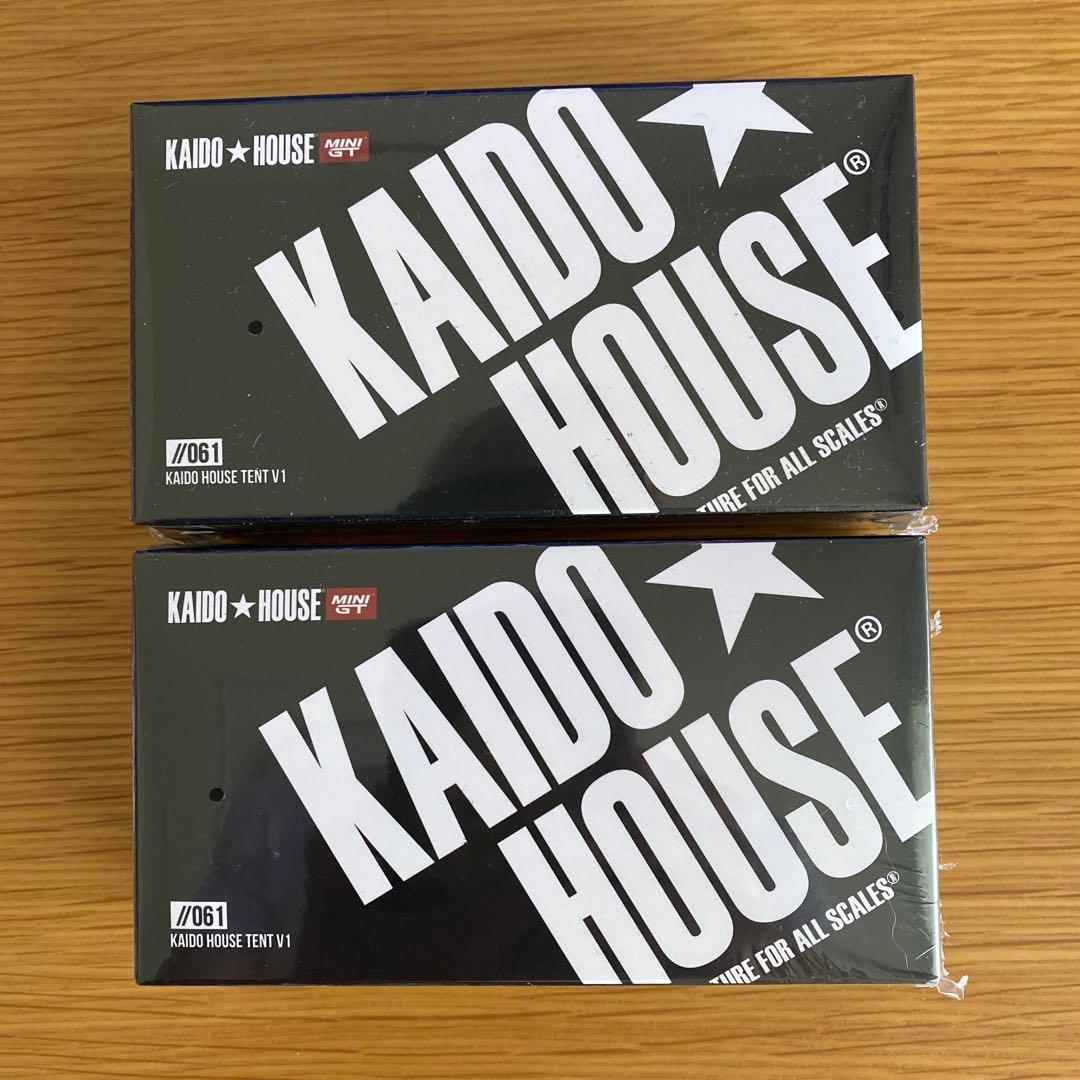 KAIDO★HOUSE MINI GT
KAIDO★
HOUSE®
TURE FOR ALL SCALES®
//061
KAIDO HOUSE TENT V1
KAIDO★HOUSE MINI GT
KAIDO★
HOUSE®
TURE FOR ALL SCALES®
//061
KAIDO HOUSE TENT V1